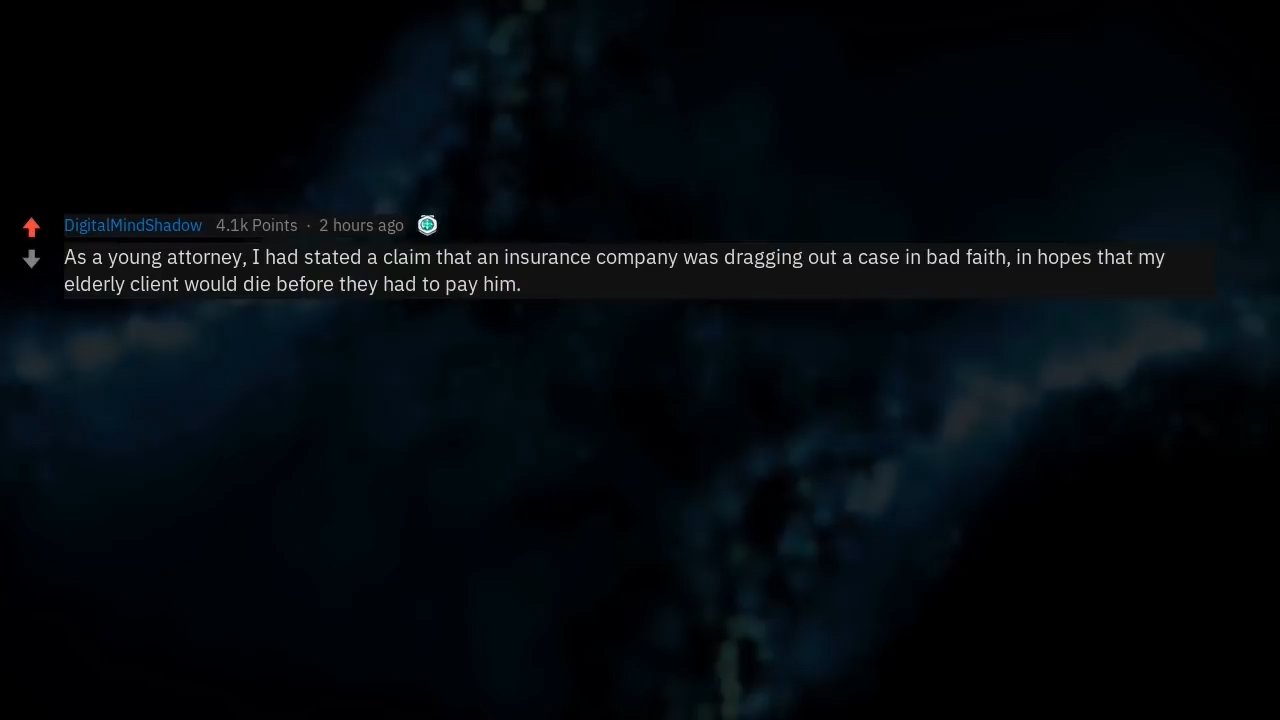 DigitalMindShadow 4.1k Points · 2 hours ago
As a young attorney, I had stated a claim that an insurance company was dragging out a case in bad faith, in hopes that my
elderly client would die before they had to pay him.